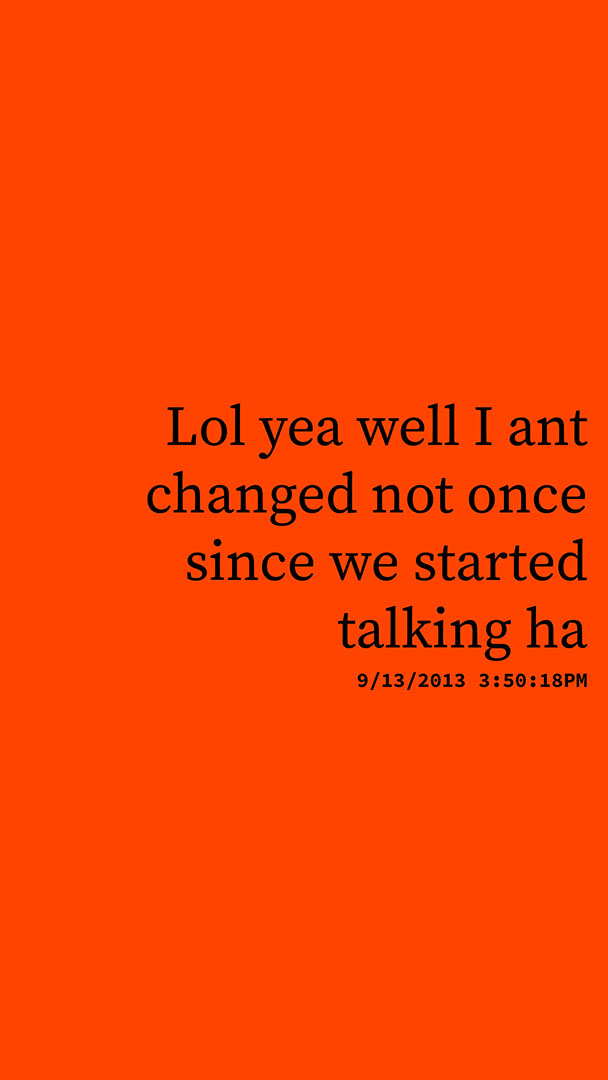 Lol yea well I ant
changed not once
since we started
talking ha
9/13/2013 3:50:18PM